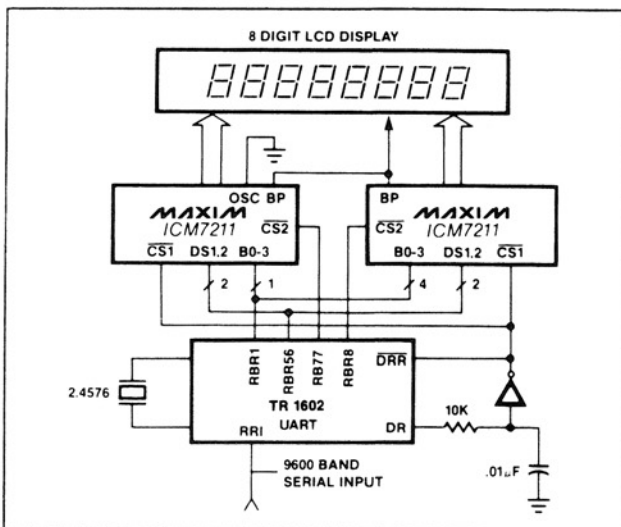 8 DIGIT LCD DISPLAY
OSC BP
MAXIM
ICM7211
CS2
CS1 DS1,2 B0-3
BP
MAXIM
ICM7211
CS2
B0-3 DS1,2 CS1
2 1 4 2
RBR1 RBR56 RB77 RBR8 DRR
2.4576
TR 1602
UART
RRI DR
10K
.01µF
9600 BAND
SERIAL INPUT